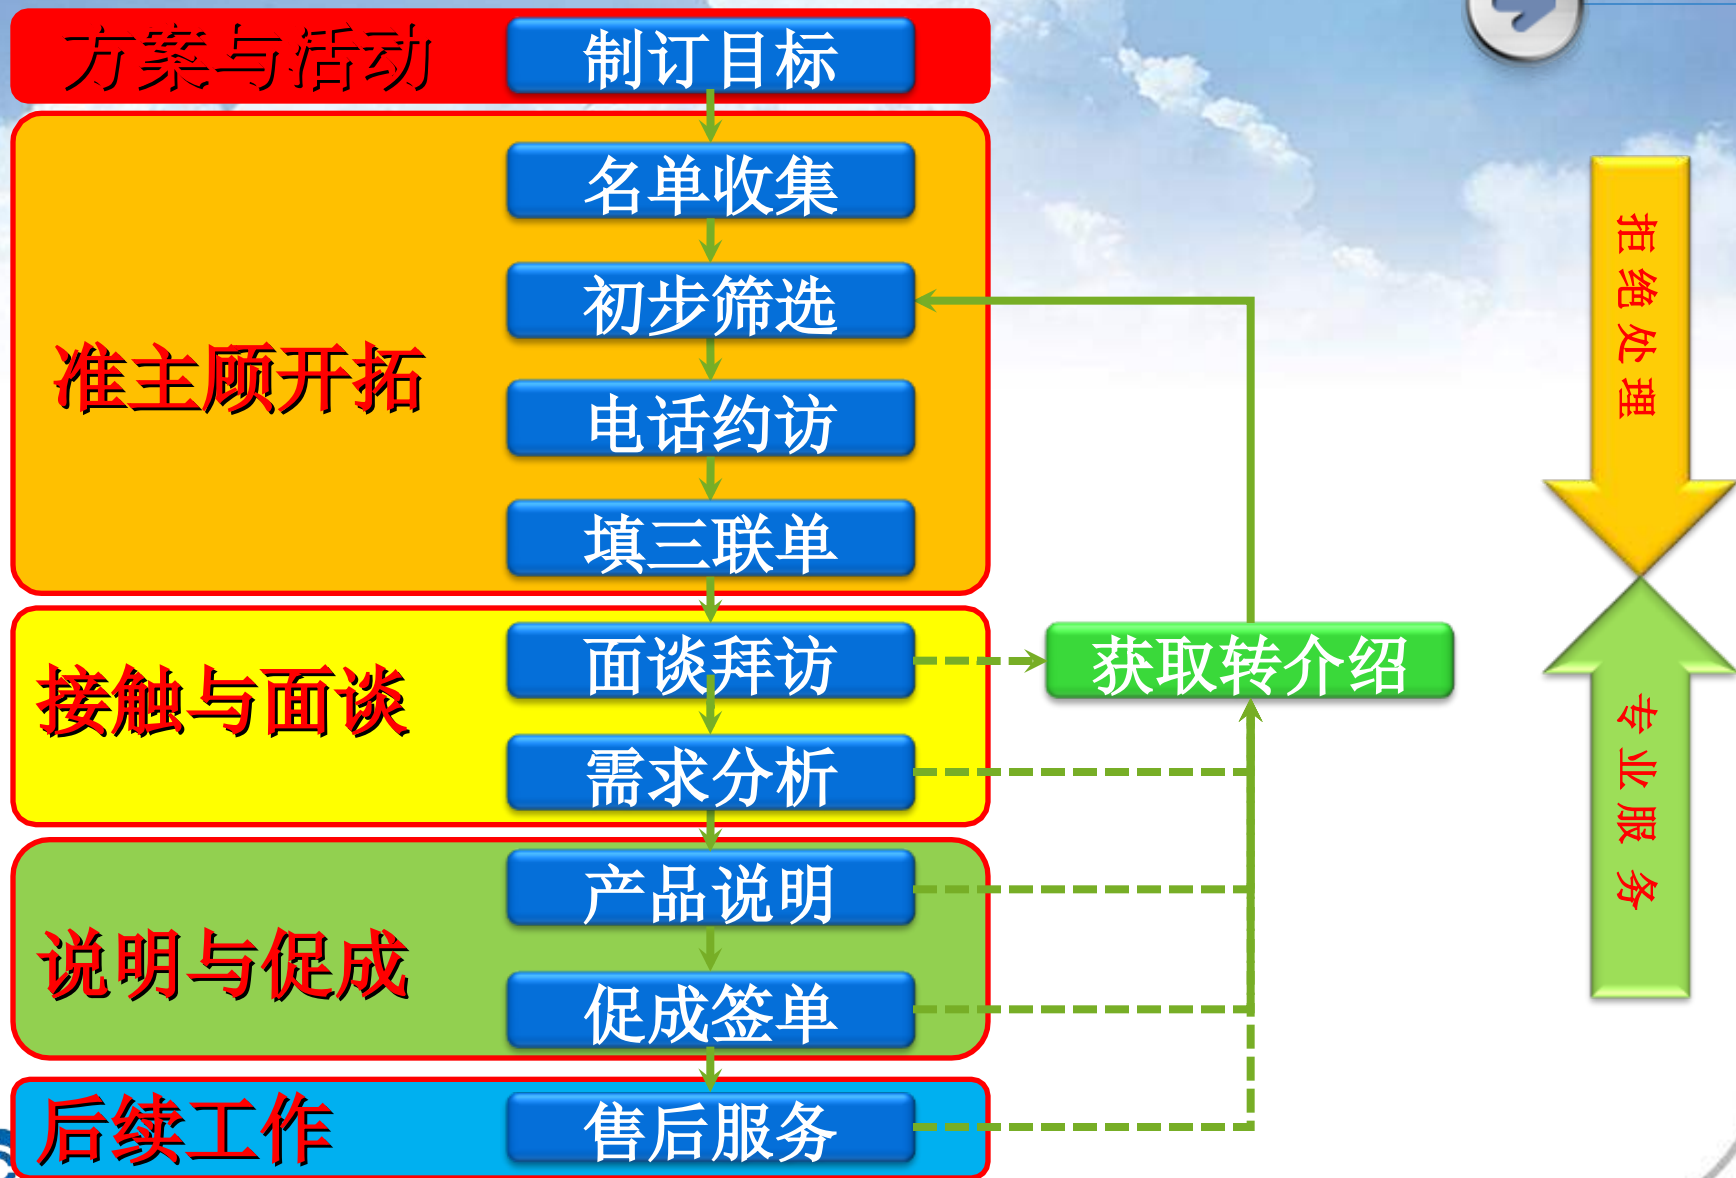 方案与活动
制订目标
名单收集
初步筛选
准主顾开拓
电话约访
填三联单
面谈拜访
获取转介绍
接触与面谈
需求分析
产品说明
说明与促成
促成签单
后续工作
售后服务
拒绝处理
专业服务